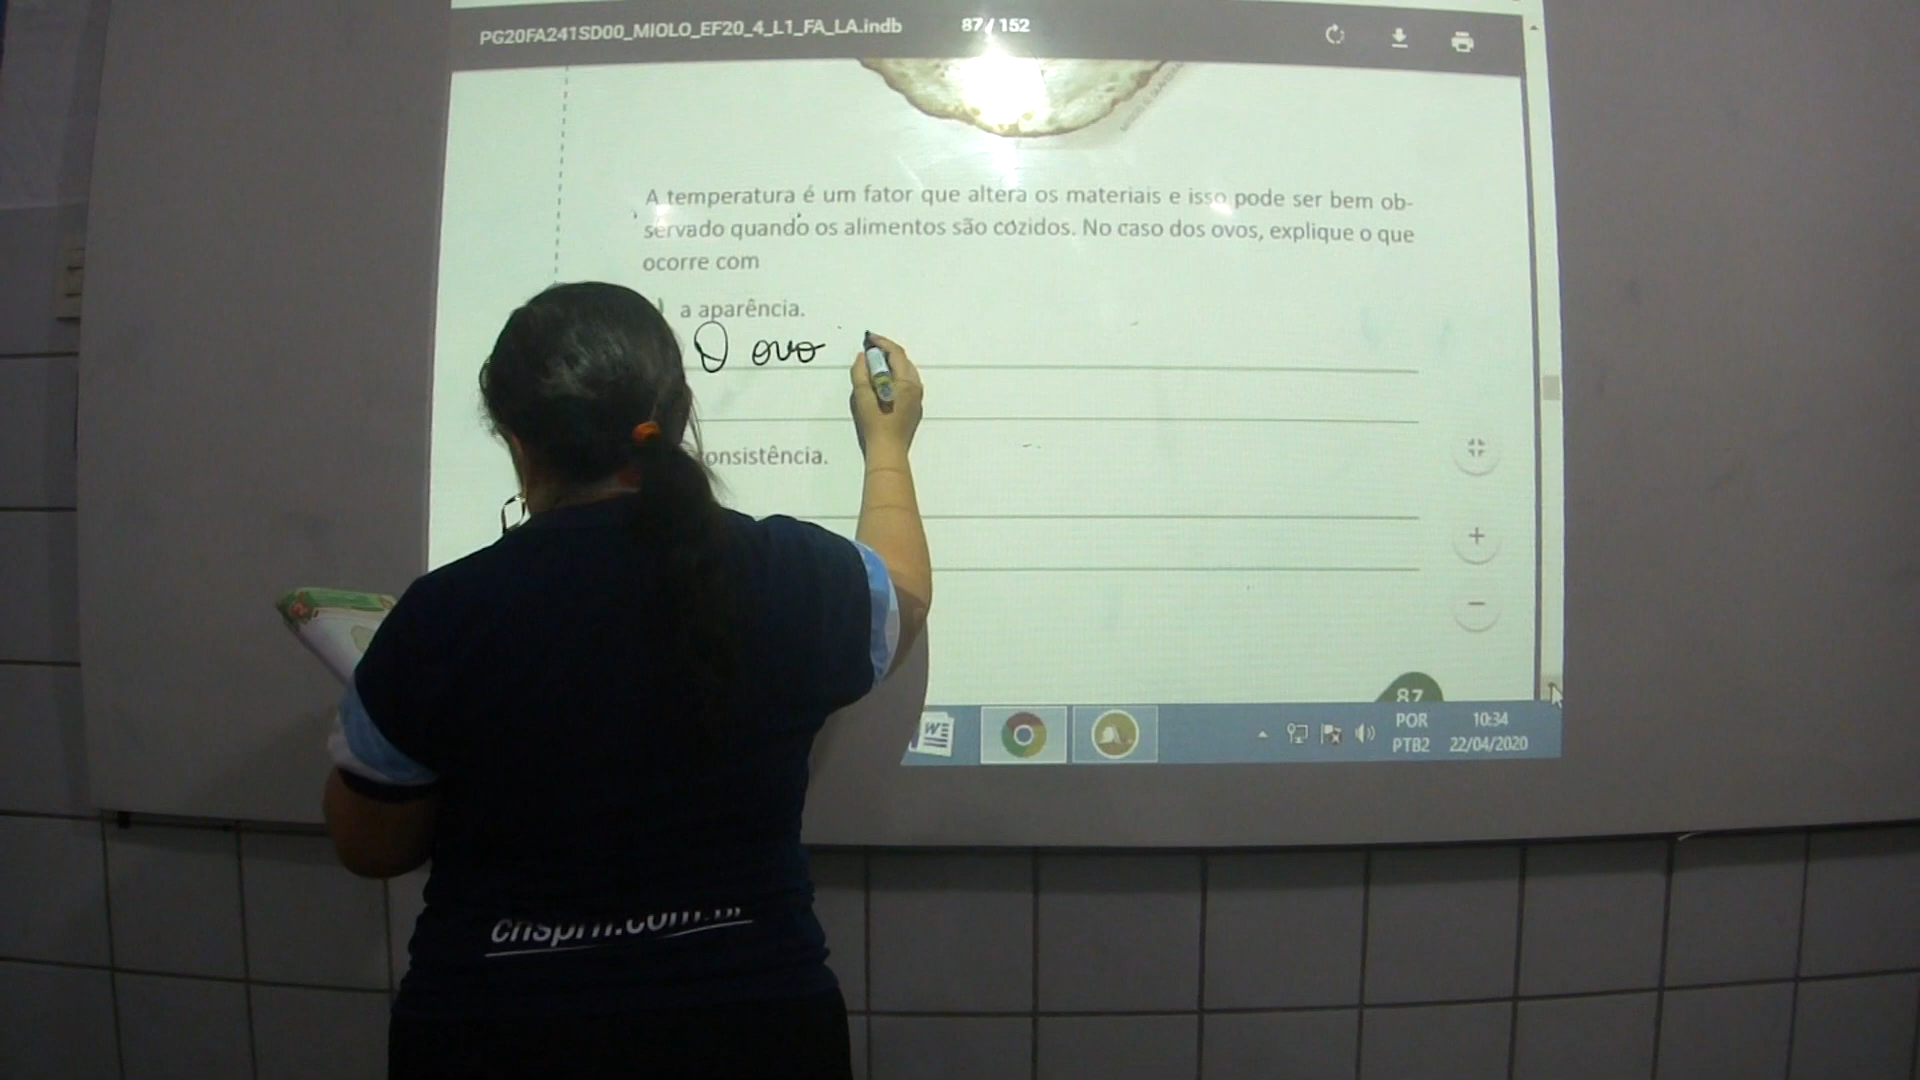 PG20FA241SD00_MIOLO_EF20_4_L1_FA_LA.indb 87 / 152
A temperatura é um fator que altera os materiais e isso pode ser bem ob-
servado quando os alimentos são cozidos. No caso dos ovos, explique o que
ocorre com
a aparência.
O ovo
onsistência.
87
POR 10:34
PTB2 22/04/2020